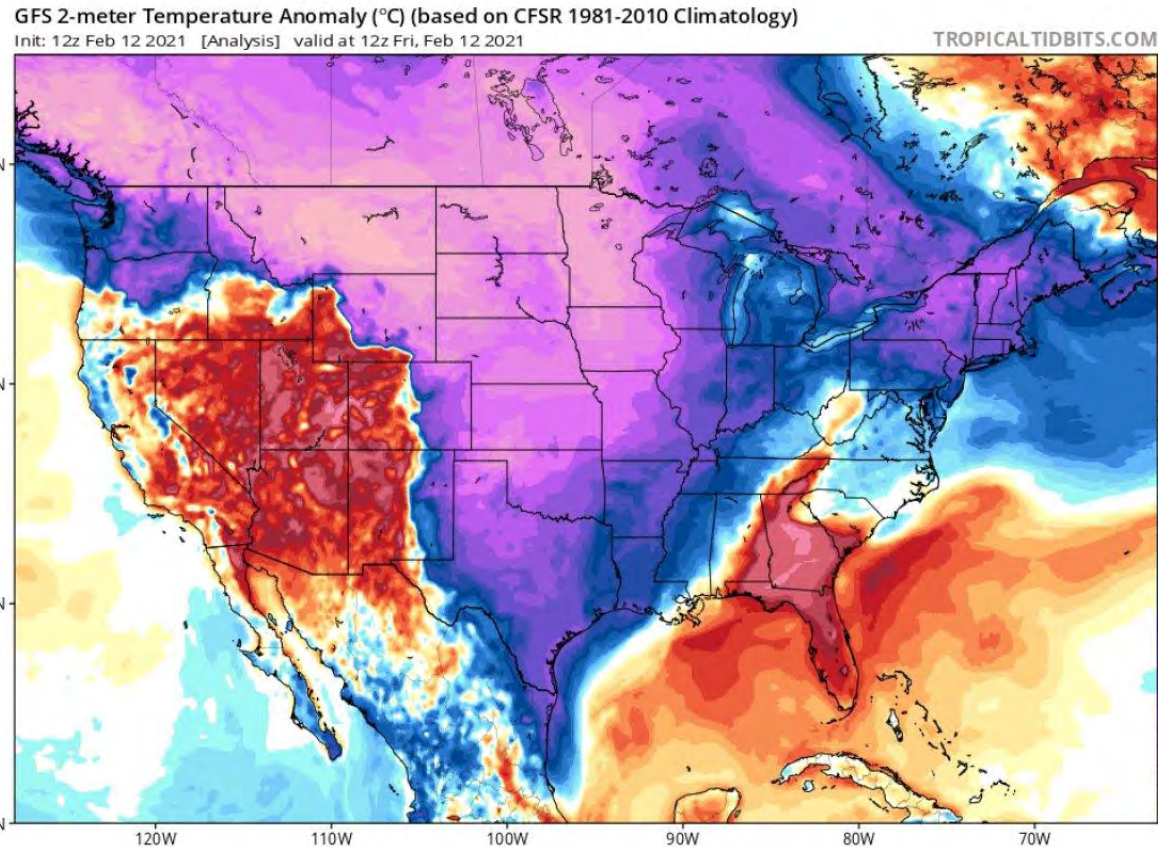 GFS 2-meter Temperature Anomaly (°C) (based on CFSR 1981-2010 Climatology)
Init: 12z Feb 12 2021 [Analysis] valid at 12z Fri, Feb 12 2021
TROPICALTIDBITS.COM
N
N
N
N
120W 110W 100W 90W 80W 70W